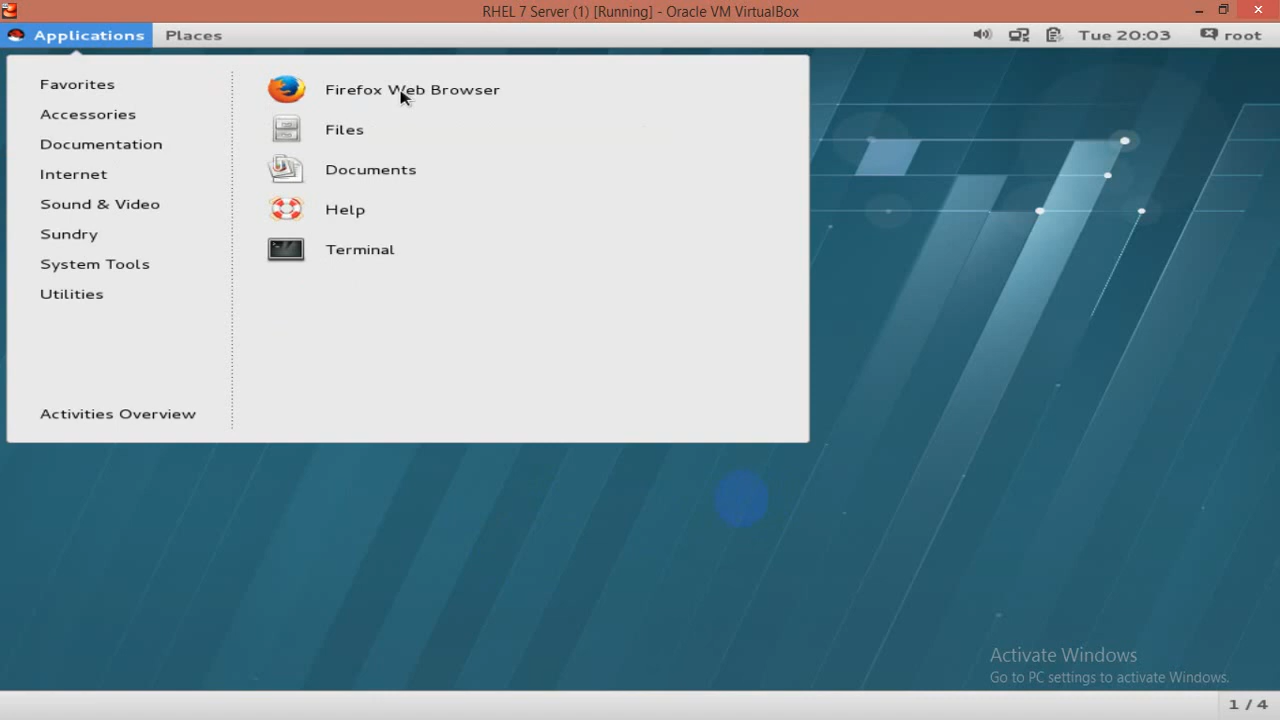 RHEL 7 Server (1) [Running] - Oracle VM VirtualBox
Applications Places Tue 20:03 root
Favorites
Accessories
Documentation
Internet
Sound & Video
Sundry
System Tools
Utilities
Activities Overview
Firefox Web Browser
Files
Documents
Help
Terminal
Activate Windows
Go to PC settings to activate Windows.
1 / 4